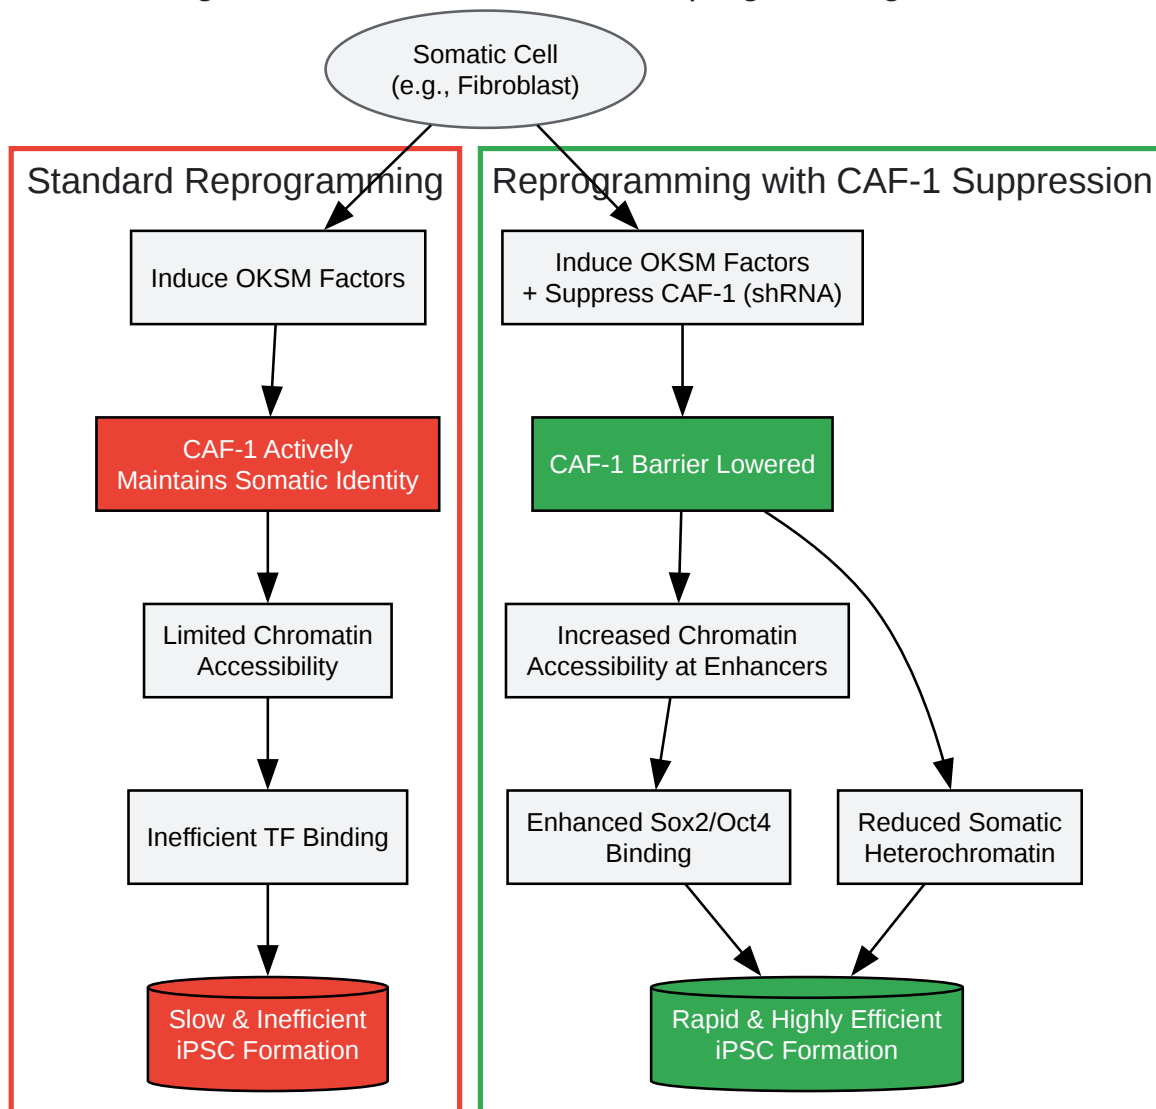 Somatic Cell
(e.g., Fibroblast)
Standard Reprogramming
Reprogramming with CAF-1 Suppression
Induce OKSM Factors
Induce OKSM Factors
+ Suppress CAF-1 (shRNA)
CAF-1 Actively
Maintains Somatic Identity
CAF-1 Barrier Lowered
Limited Chromatin
Accessibility
Increased Chromatin
Accessibility at Enhancers
Inefficient TF Binding
Enhanced Sox2/Oct4
Binding
Reduced Somatic
Heterochromatin
Slow & Inefficient
iPSC Formation
Rapid & Highly Efficient
iPSC Formation